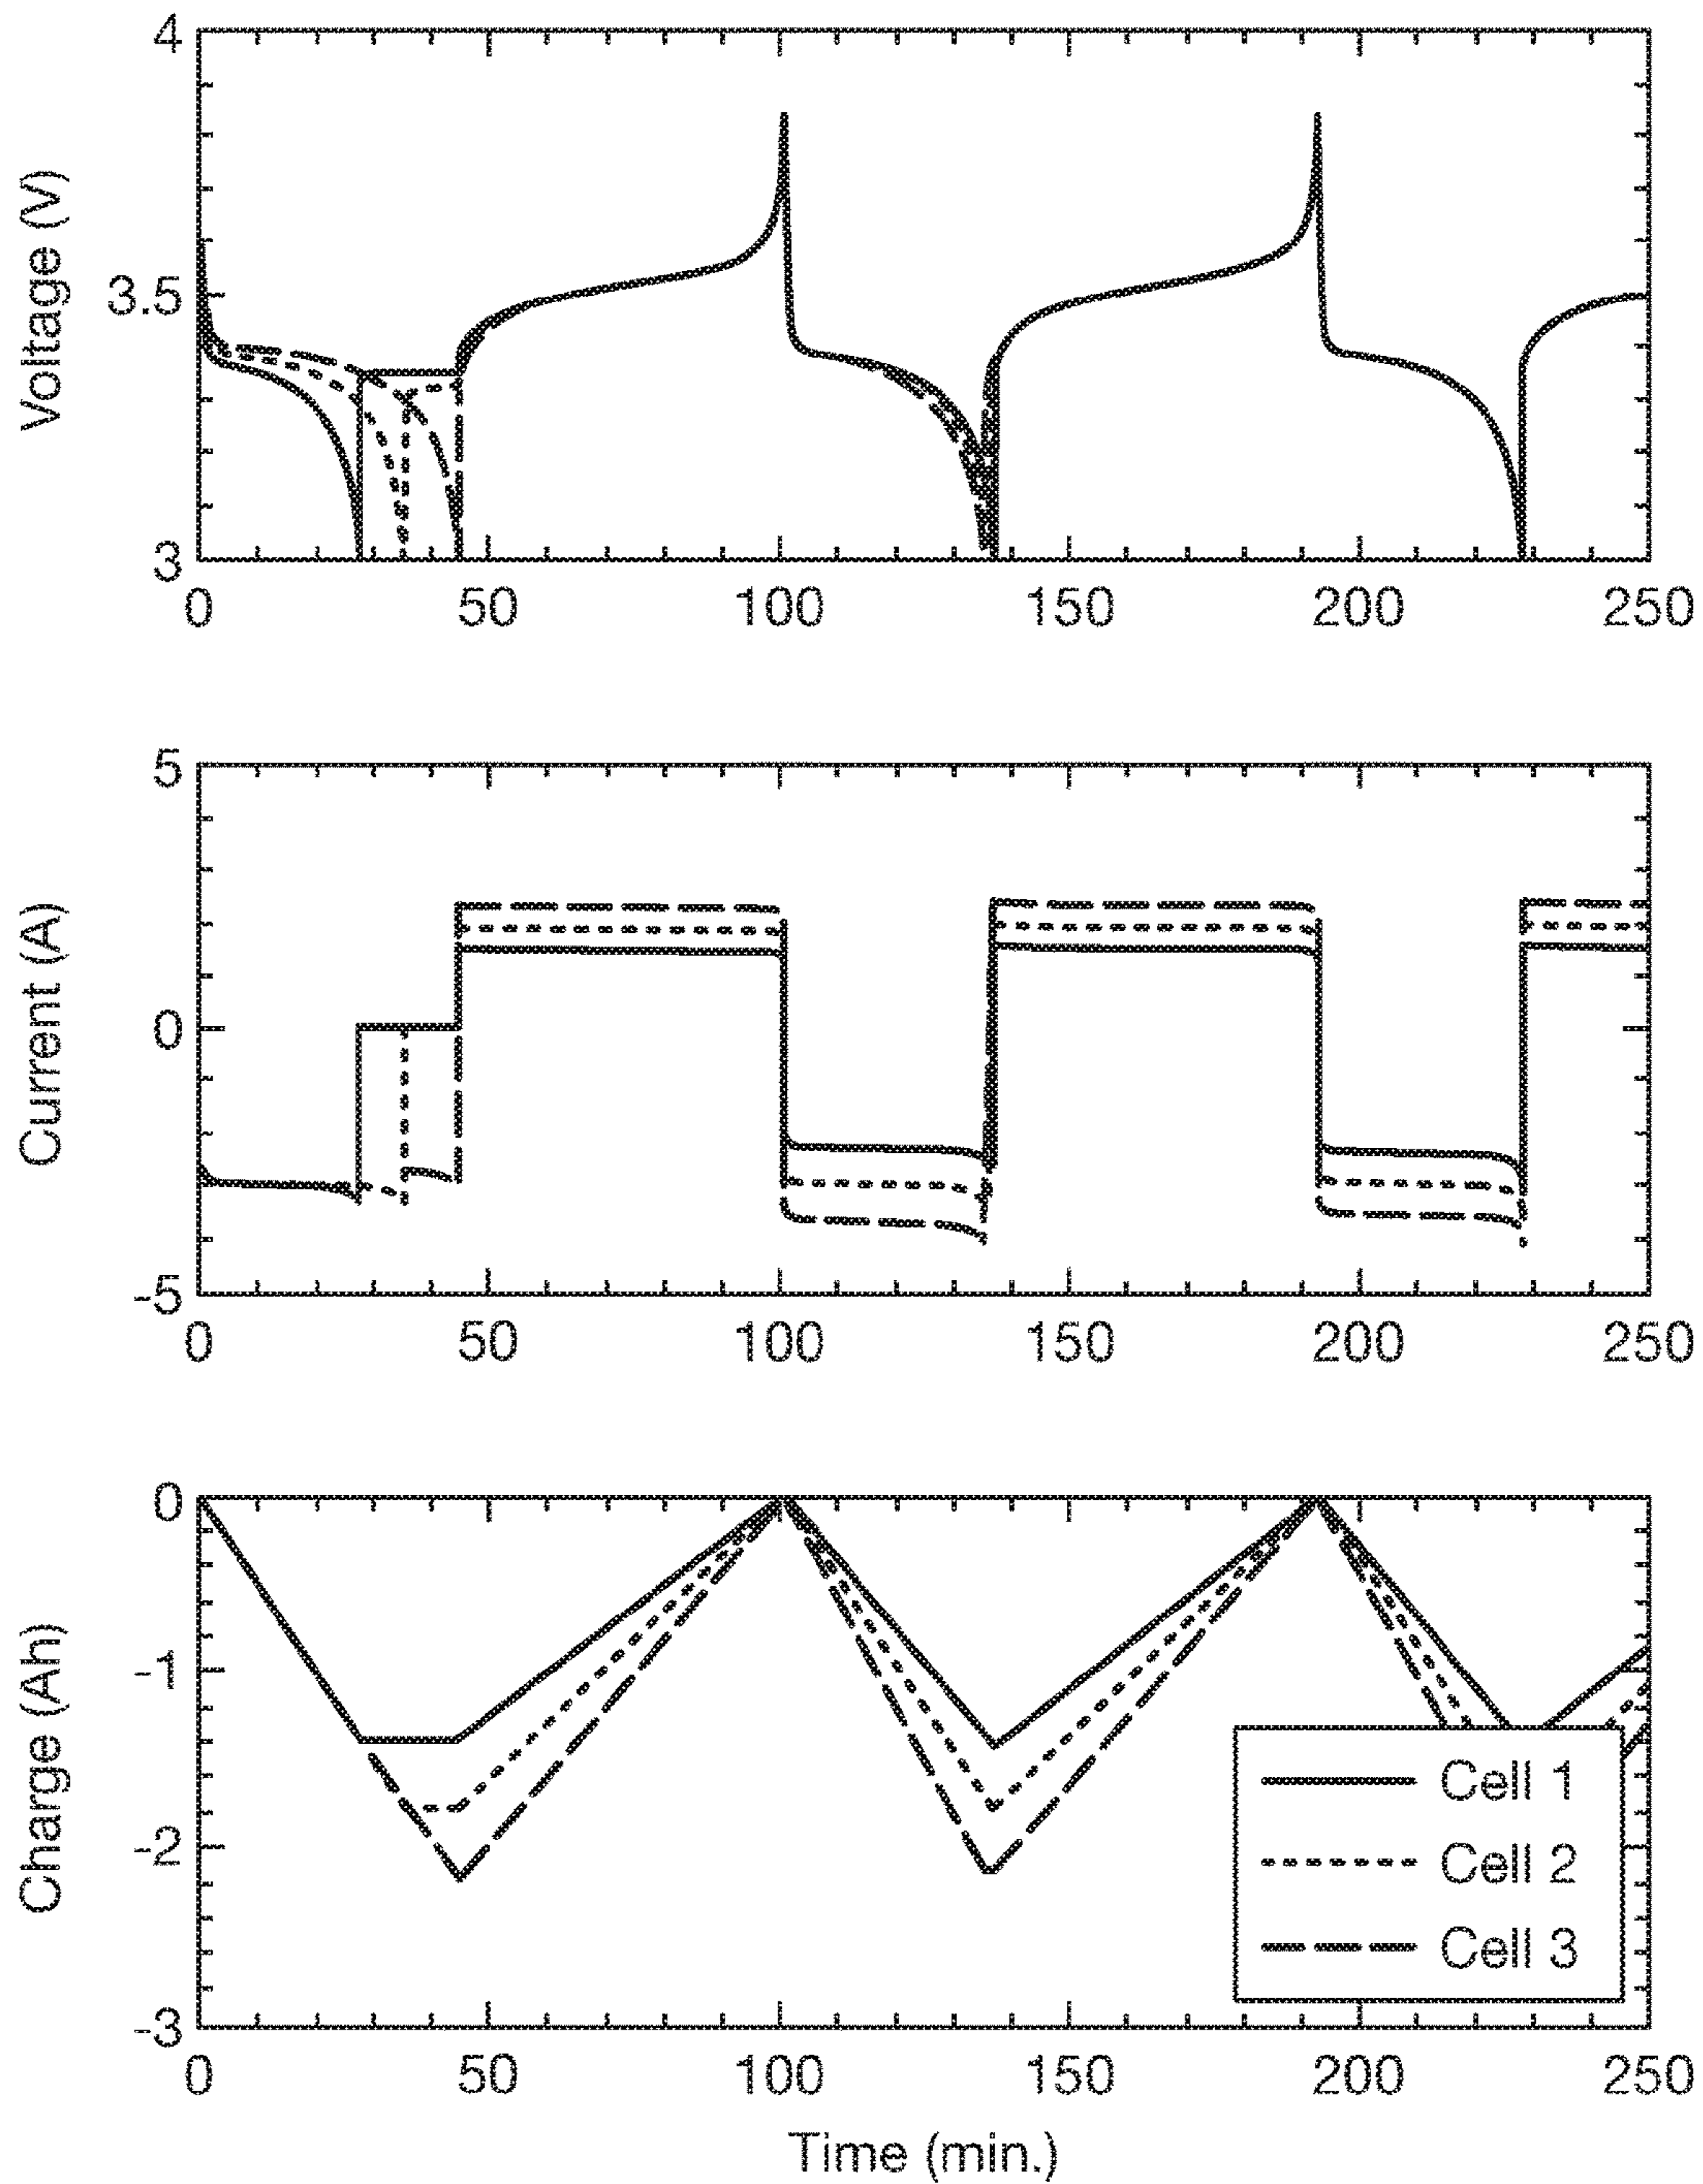 4
3.5
3
Voltage (V)
0 50 100 150 200 250
5
0
-5
Current (A)
0 50 100 150 200 250
0
-1
-2
-3
Charge (Ah)
Cell 1
Cell 2
Cell 3
0 50 100 150 200 250
Time (min.)